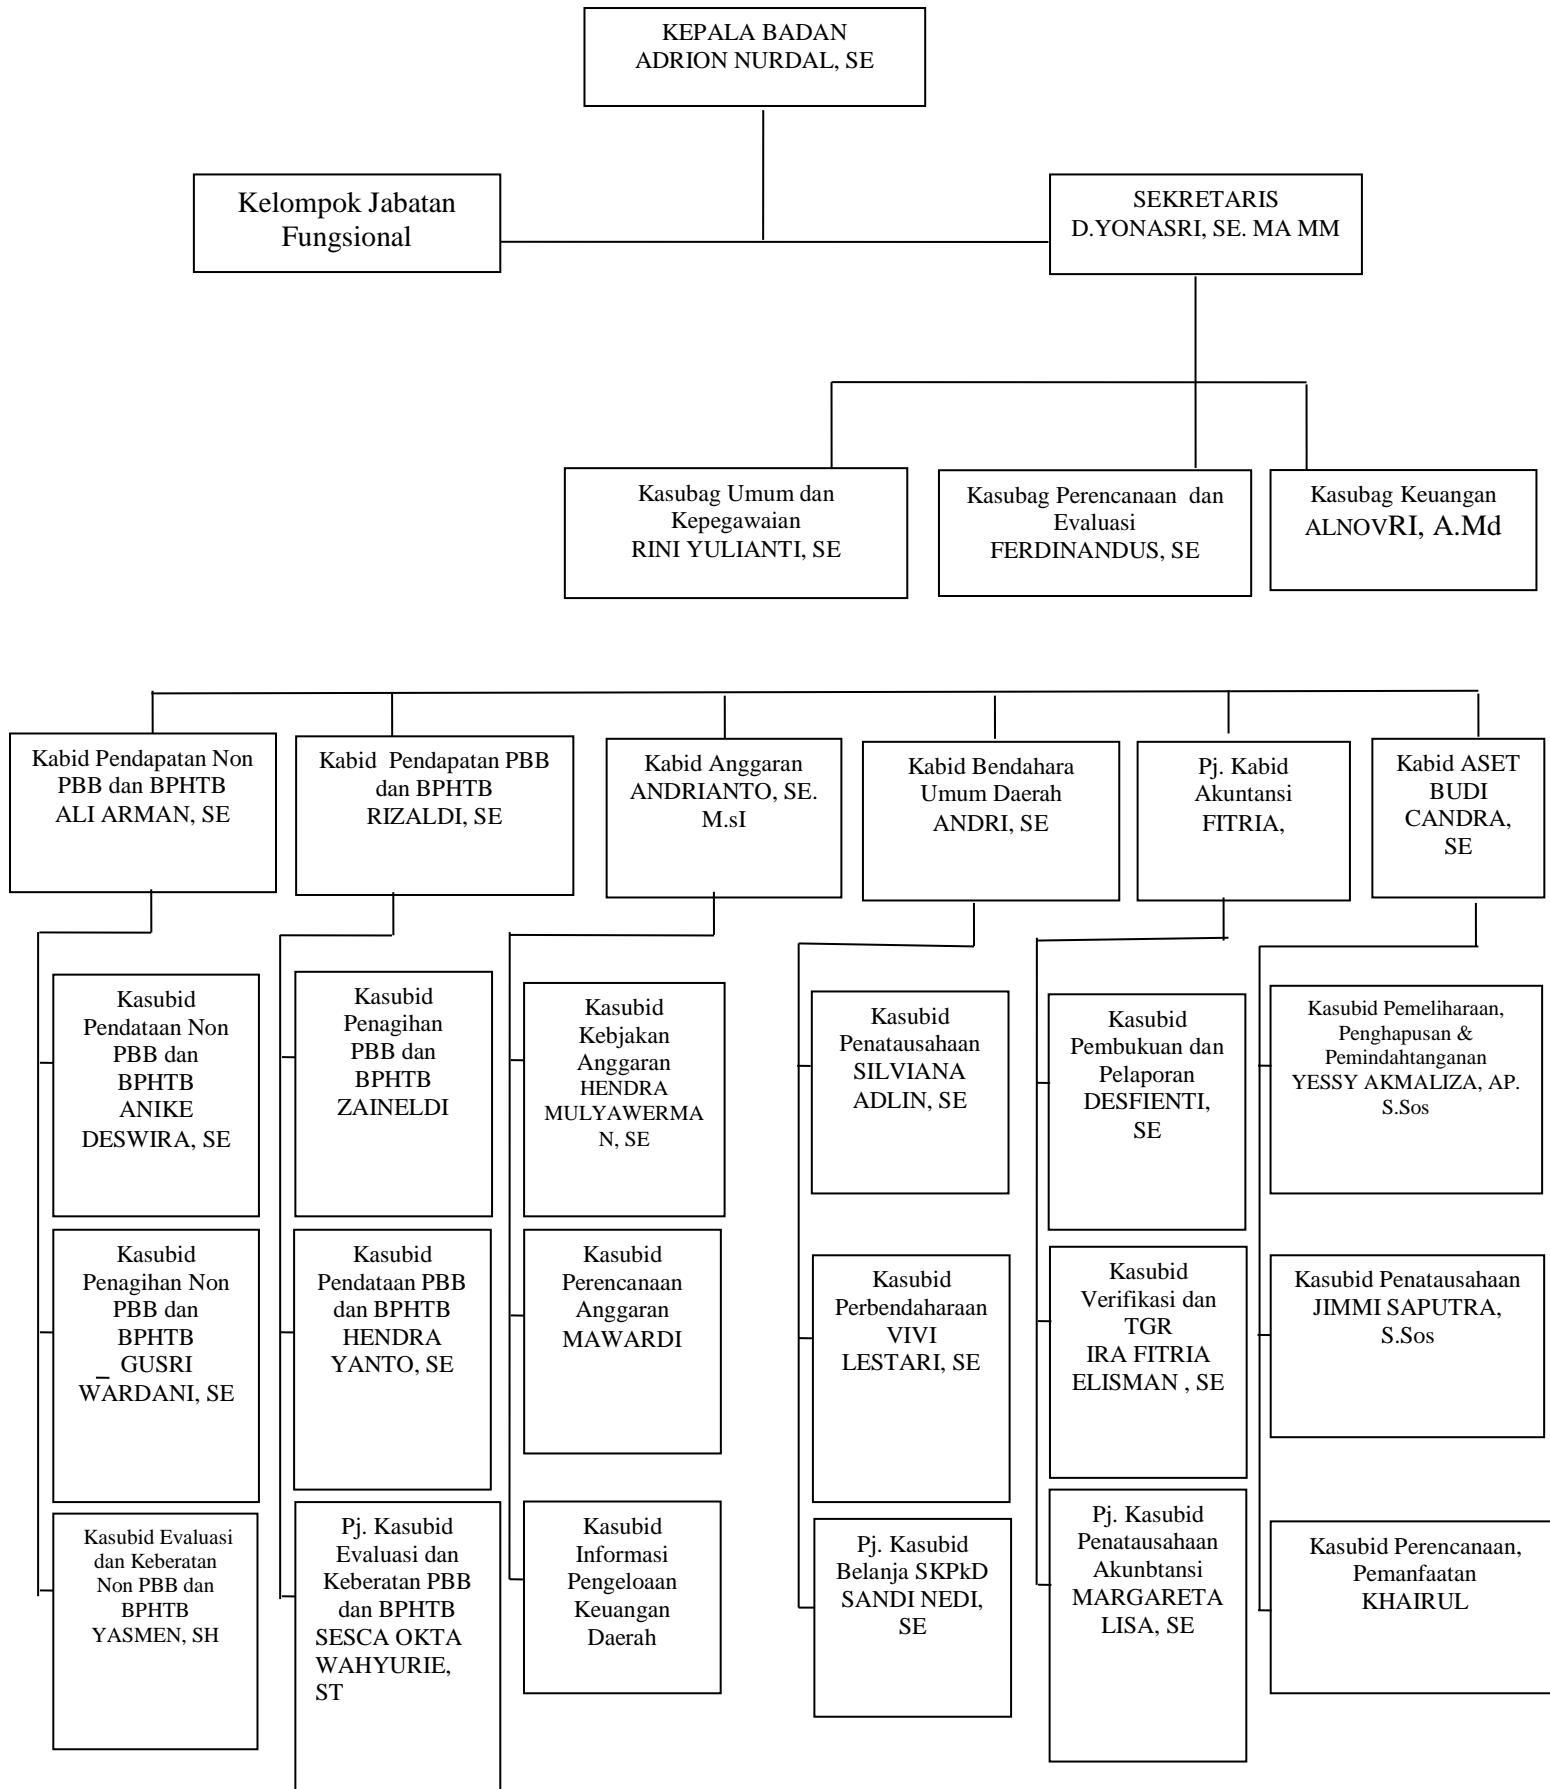 KEPALA BADAN
ADRION NURDAL, SE
Kelompok Jabatan
Fungsional
SEKRETARIS
D.YONASRI, SE. MA MM
Kasubag Umum dan
Kepegawaian
RINI YULIANTI, SE
Kasubag Perencanaan dan
Evaluasi
FERDINANDUS, SE
Kasubag Keuangan
ALNOVRI, A.Md
Kabid Pendapatan Non
PBB dan BPHTB
ALI ARMAN, SE
Kabid Pendapatan PBB
dan BPHTB
RIZALDI, SE
Kabid Anggaran
ANDRIANTO, SE.
M.sI
Kabid Bendahara
Umum Daerah
ANDRI, SE
Pj. Kabid
Akuntansi
FITRIA,
Kabid ASET
BUDI
CANDRA,
SE
Kasubid
Pendataan Non
PBB dan
BPHTB
ANIKE
DESWIRA, SE
Kasubid
Penagihan
PBB dan
BPHTB
ZAINELDI
Kasubid
Kebjakan
Anggaran
HENDRA
MULYAWERMA
N, SE
Kasubid
Penatausahaan
SILVIANA
ADLIN, SE
Kasubid
Pembukuan dan
Pelaporan
DESFIENTI,
SE
Kasubid Pemeliharaan,
Penghapusan &
Pemindahtanganan
YESSY AKMALIZA, AP.
S.Sos
Kasubid
Penagihan Non
PBB dan
BPHTB
GUSRI
WARDANI, SE
Kasubid
Pendataan PBB
dan BPHTB
HENDRA
YANTO, SE
Kasubid
Perencanaan
Anggaran
MAWARDI
Kasubid
Perbendaharaan
VIVI
LESTARI, SE
Kasubid
Verifikasi dan
TGR
IRA FITRIA
ELISMAN , SE
Kasubid Penatausahaan
JIMMI SAPUTRA,
S.Sos
Kasubid Evaluasi
dan Keberatan
Non PBB dan
BPHTB
YASMEN, SH
Pj. Kasubid
Evaluasi dan
Keberatan PBB
dan BPHTB
SESCA OKTA
WAHYURIE,
ST
Kasubid
Informasi
Pengeloaan
Keuangan
Daerah
Pj. Kasubid
Belanja SKPkD
SANDI NEDI,
SE
Pj. Kasubid
Penatausahaan
Akunbtansi
MARGARETA
LISA, SE
Kasubid Perencanaan,
Pemanfaatan
KHAIRUL